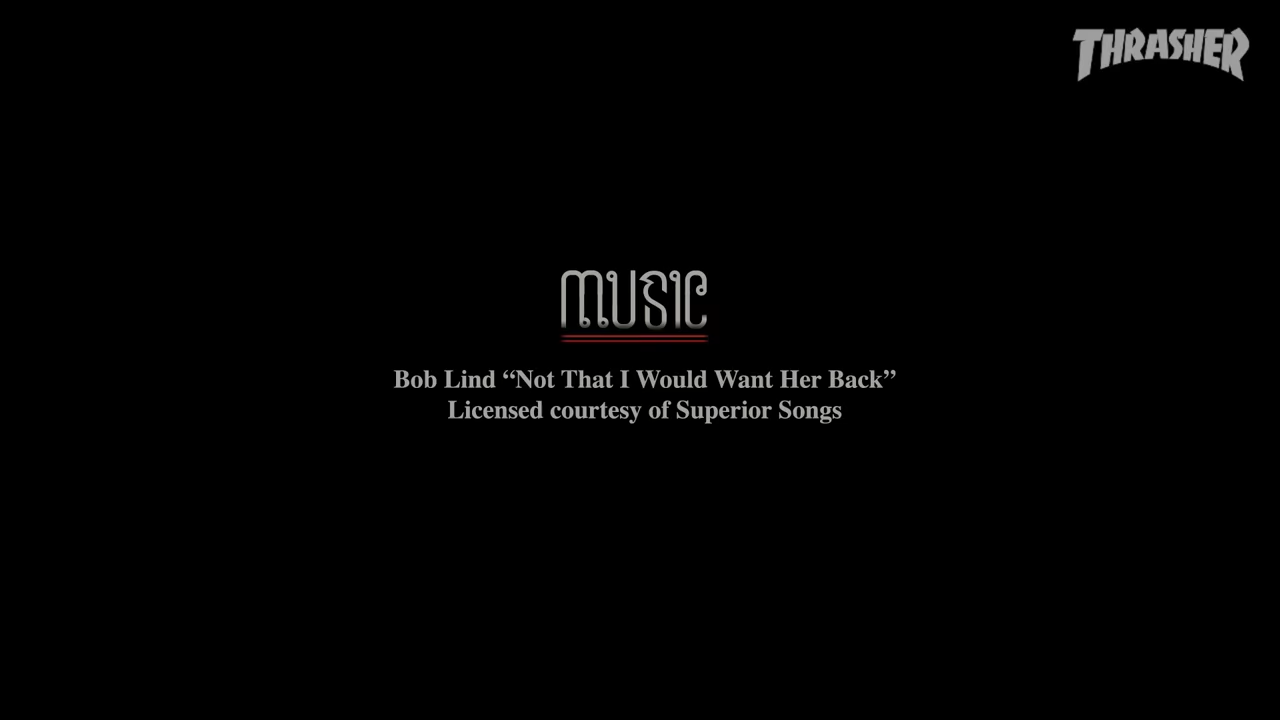 THRASHER
MUSIC
Bob Lind “Not That I Would Want Her Back”
Licensed courtesy of Superior Songs